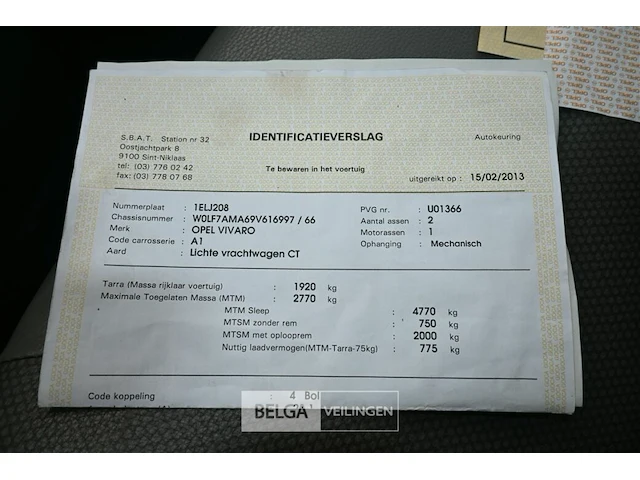 S.B.A.T. Station nr 32
Oostjachtpark 8
9100 Sint-Niklaas
tel: (03) 776 02 42
fax: (03) 778 07 68
IDENTIFICATIEVERSLAG
Te bewaren in het voertuig
Autokeuring
uitgereikt op : 15/02/2013
Nummerplaat : 1ELJ208
Chassisnummer : W0LF7AMA69V616997 / 66
Merk : OPEL VIVARO
Code carrosserie : A1
Aard : Lichte vrachtwagen CT
PVG nr. : U01366
Aantal assen : 2
Motorassen : 1
Ophanging : Mechanisch
Tarra (Massa rijklaar voertuig) : 1920 kg
Maximale Toegelaten Massa (MTM) : 2770 kg
MTM Sleep : 4770 kg
MTSM zonder rem : 750 kg
MTSM met oplooprem : 2000 kg
Nuttig laadvermogen(MTM-Tarra-75kg) : 775 kg
Code koppeling : 4 Bol
BELGA VEILINGEN